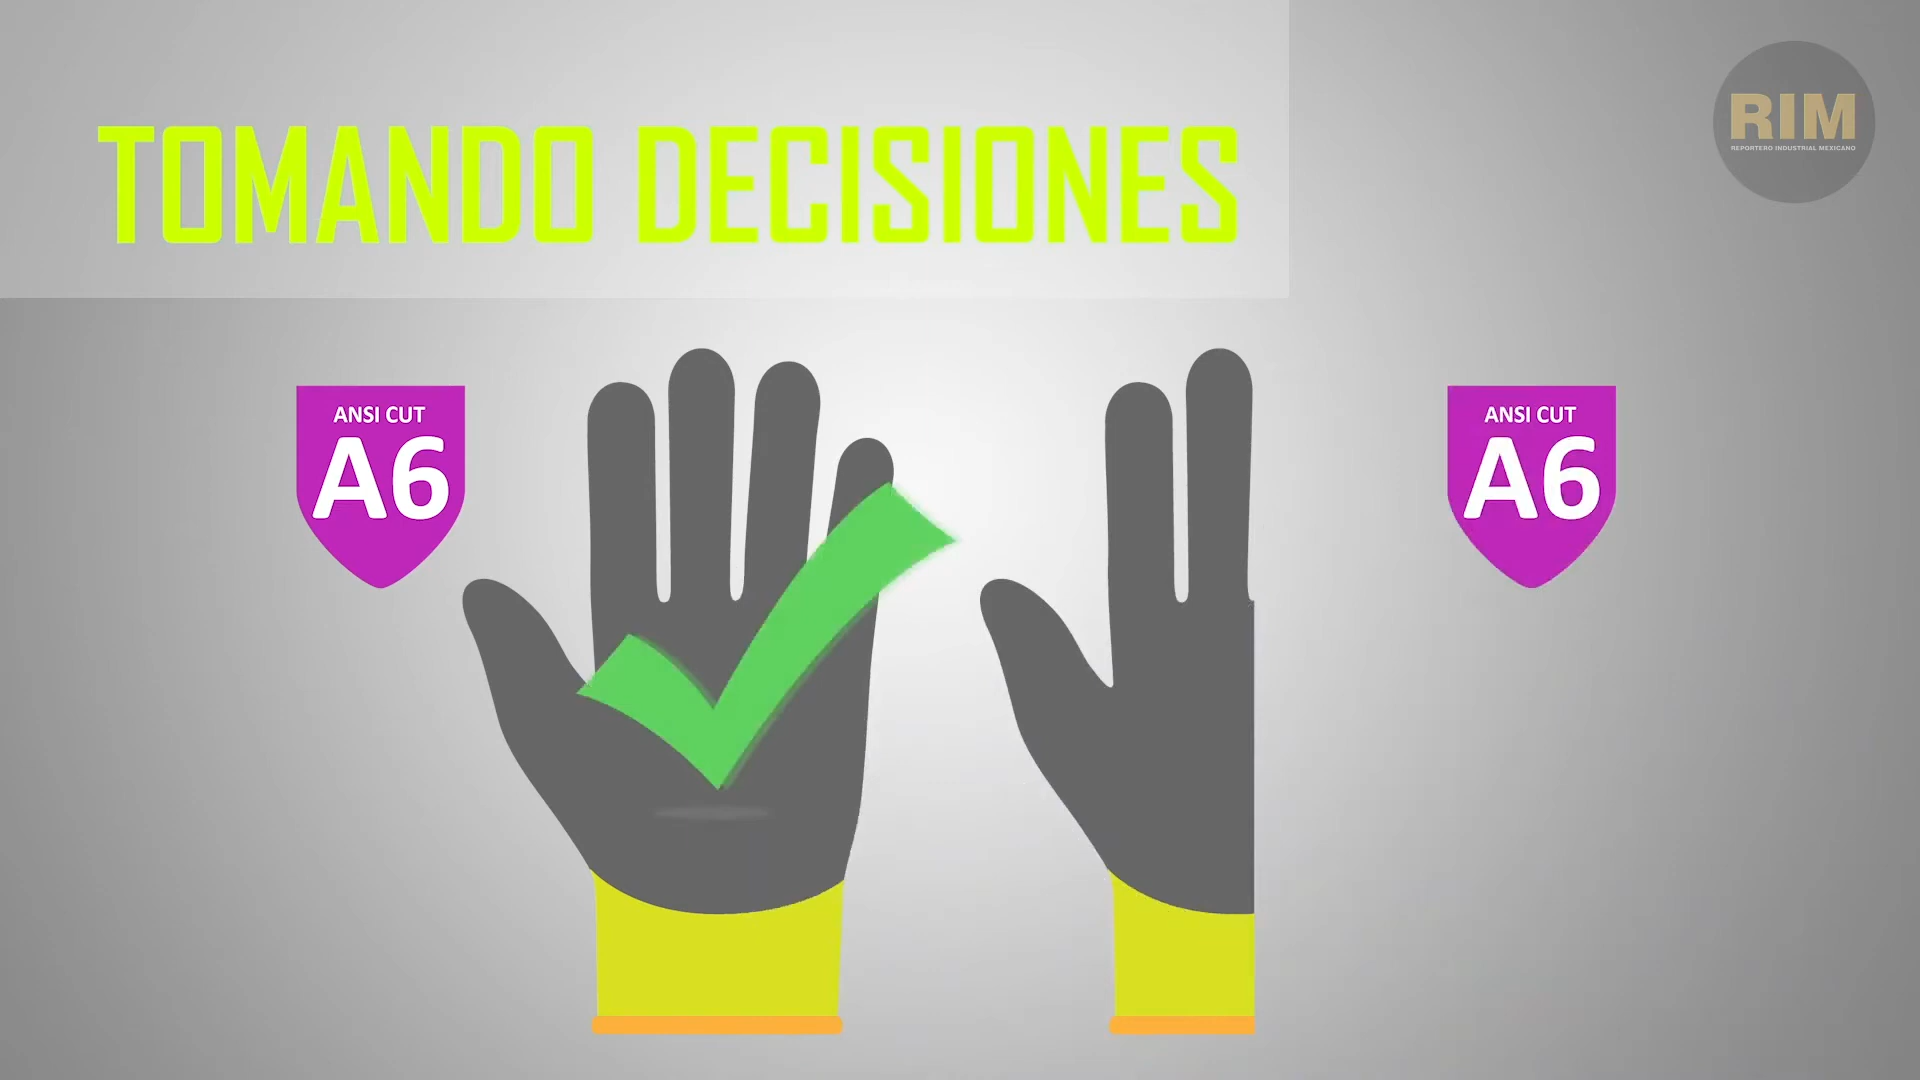 TOMANDO DECISIONES
RIM
REPORTERO INDUSTRIAL MEXICANO
ANSI CUT
A6
ANSI CUT
A6